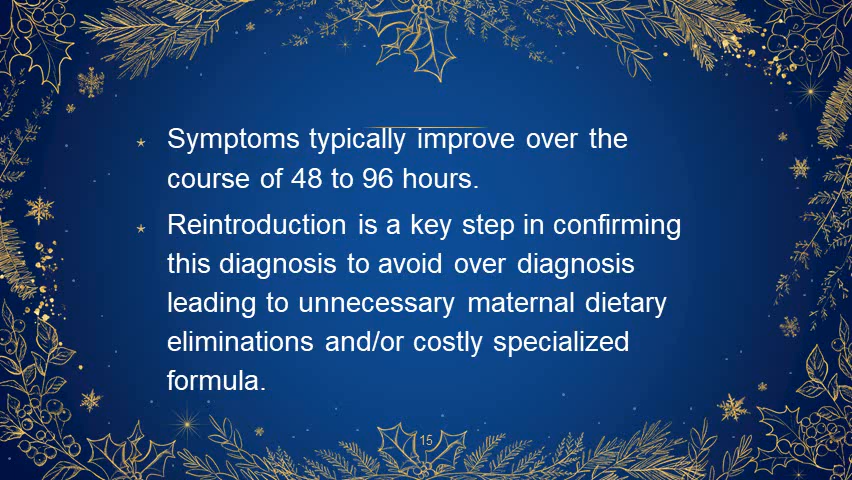 Symptoms typically improve over the
course of 48 to 96 hours.
Reintroduction is a key step in confirming
this diagnosis to avoid over diagnosis
leading to unnecessary maternal dietary
eliminations and/or costly specialized
formula.
15